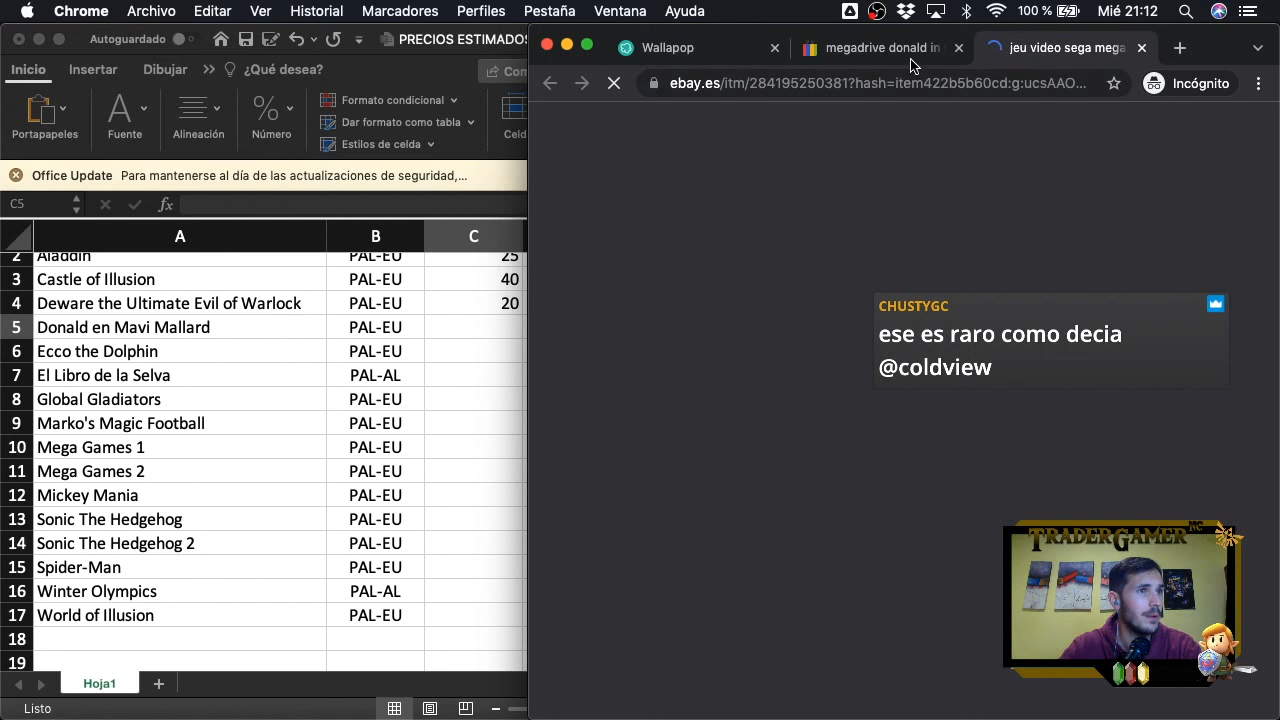 Chrome Archivo Editar Ver Historial Marcadores Perfiles Pestaña Ventana Ayuda 100 % Mié 21:12
Autoguardado PRECIOS ESTIMADOS
Inicio Insertar Dibujar ¿Qué desea? Com
Portapapeles Fuente Alineación Número
Formato condicional
Dar formato como tabla
Estilos de celda
Celd
Office Update Para mantenerse al día de las actualizaciones de seguridad,...
C5 fx
A B C
2 Aladdin PAL-EU 25
3 Castle of Illusion PAL-EU 40
4 Deware the Ultimate Evil of Warlock PAL-EU 20
5 Donald en Mavi Mallard PAL-EU
6 Ecco the Dolphin PAL-EU
7 El Libro de la Selva PAL-AL
8 Global Gladiators PAL-EU
9 Marko's Magic Football PAL-EU
10 Mega Games 1 PAL-EU
11 Mega Games 2 PAL-EU
12 Mickey Mania PAL-EU
13 Sonic The Hedgehog PAL-EU
14 Sonic The Hedgehog 2 PAL-EU
15 Spider-Man PAL-EU
16 Winter Olympics PAL-AL
17 World of Illusion PAL-EU
18
19
Hoja1
Listo
Wallapop megadrive donald in jeu video sega mega
ebay.es/itm/284195250381?hash=item422b5b60cd:g:ucsAAO... Incógnito
CHUSTYGC
ese es raro como decia
@coldview
TRADERGAMER MC